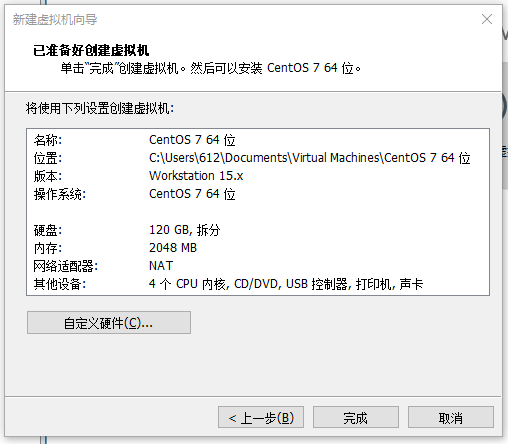 新建虚拟机向导
已准备好创建虚拟机
单击“完成”创建虚拟机。然后可以安装 CentOS 7 64 位。
将使用下列设置创建虚拟机:
名称: CentOS 7 64 位
位置: C:\Users\612\Documents\Virtual Machines\CentOS 7 64 位
版本: Workstation 15.x
操作系统: CentOS 7 64 位
硬盘: 120 GB, 拆分
内存: 2048 MB
网络适配器: NAT
其他设备: 4 个 CPU 内核, CD/DVD, USB 控制器, 打印机, 声卡
自定义硬件(C)...
< 上一步(B) 完成 取消